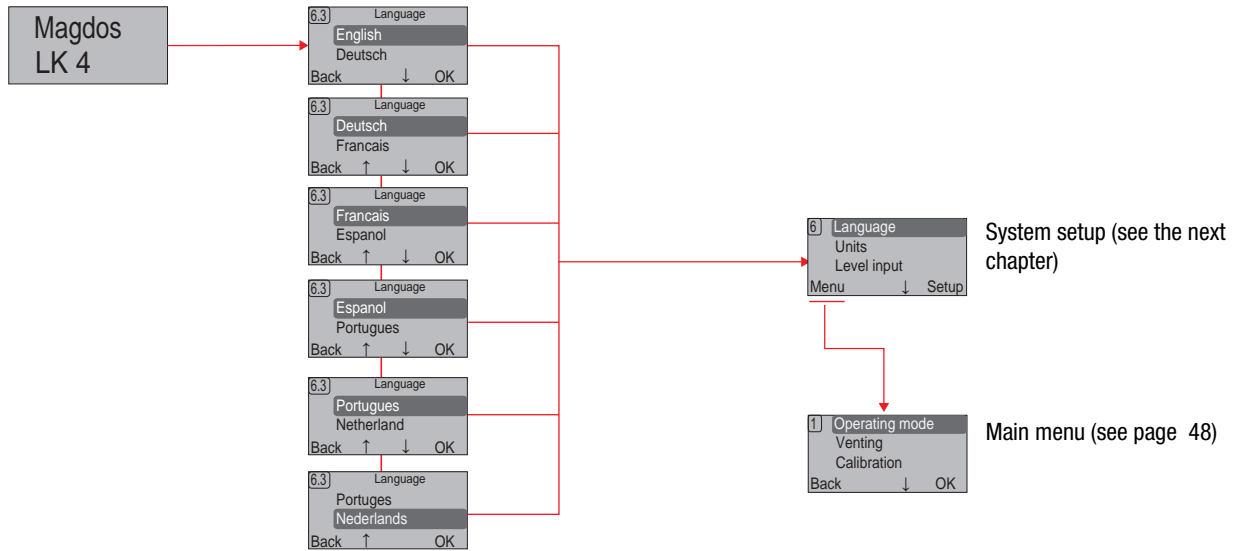 Magdos
LK 4
6.3 Language
English
Deutsch
Back ↓ OK
6.3 Language
Deutsch
Francais
Back ↑ ↓ OK
6.3 Language
Francais
Espanol
Back ↑ ↓ OK
6.3 Language
Espanol
Portugues
Back ↑ ↓ OK
6.3 Language
Portugues
Netherland
Back ↑ ↓ OK
6.3 Language
Portuges
Nederlands
Back ↑ OK
6 Language
Units
Level input
Menu ↓ Setup
System setup (see the next
chapter)
1 Operating mode
Venting
Calibration
Back ↓ OK
Main menu (see page 48)